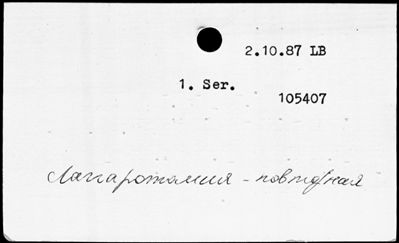 2.10.87 LB
1. Ser.
105407
Лапаротомия - повторная